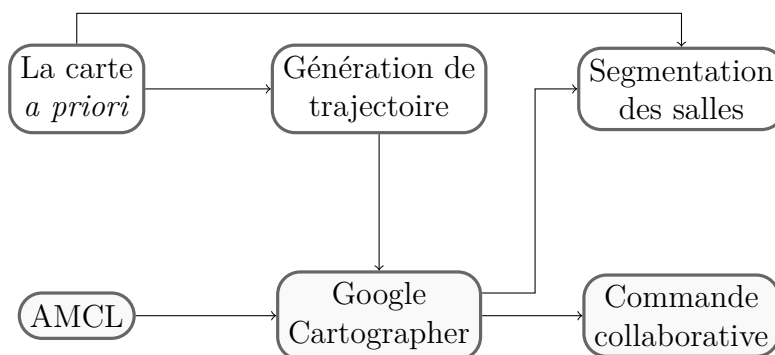 La carte
a priori
Génération de
trajectoire
Segmentation
des salles
AMCL
Google
Cartographer
Commande
collaborative